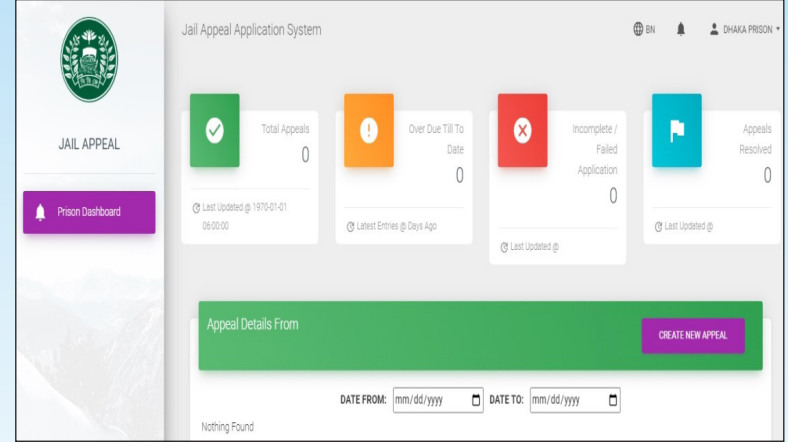 Jail Appeal Application System
BN
DHAKA PRISON
JAIL APPEAL
Prison Dashboard
Total Appeals
0
Last Updated @ 1970-01-01
06:00:00
Over Due Till To
Date
0
Latest Entries @ Days Ago
Incomplete /
Failed
Application
0
Last Updated @
Appeals
Resolved
0
Last Updated @
Appeal Details From
CREATE NEW APPEAL
DATE FROM: mm/dd/yyyy DATE TO: mm/dd/yyyy
Nothing Found